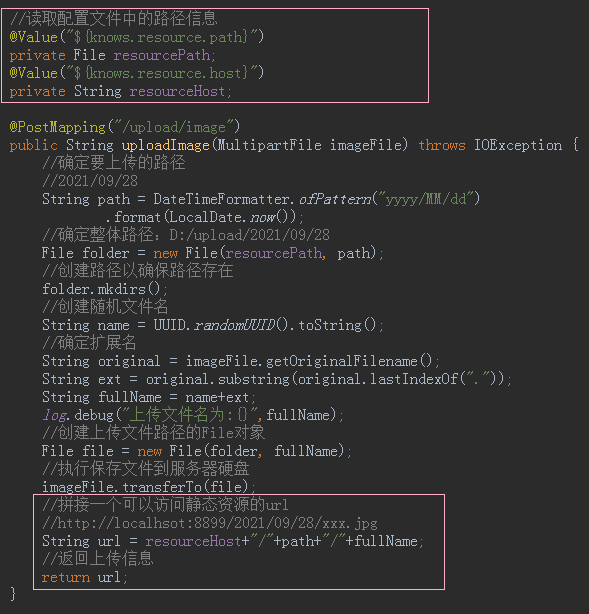 //读取配置文件中的路径信息
@Value("${knows.resource.path}")
private File resourcePath;
@Value("${knows.resource.host}")
private String resourceHost;
@PostMapping("/upload/image")
public String uploadImage(MultipartFile imageFile) throws IOException {
//确定要上传的路径
//2021/09/28
String path = DateTimeFormatter.ofPattern("yyyy/MM/dd")
.format(LocalDate.now());
//确定整体路径：D:/upload/2021/09/28
File folder = new File(resourcePath, path);
//创建路径以确保路径存在
folder.mkdirs();
//创建随机文件名
String name = UUID.randomUUID().toString();
//确定扩展名
String original = imageFile.getOriginalFilename();
String ext = original.substring(original.lastIndexOf("."));
String fullName = name+ext;
log.debug("上传文件名为:{}",fullName);
//创建上传文件路径的File对象
File file = new File(folder, fullName);
//执行保存文件到服务器硬盘
imageFile.transferTo(file);
//拼接一个可以访问静态资源的url
//http://localhsot:8899/2021/09/28/xxx.jpg
String url = resourceHost+"/"+path+"/"+fullName;
//返回上传信息
return url;
}